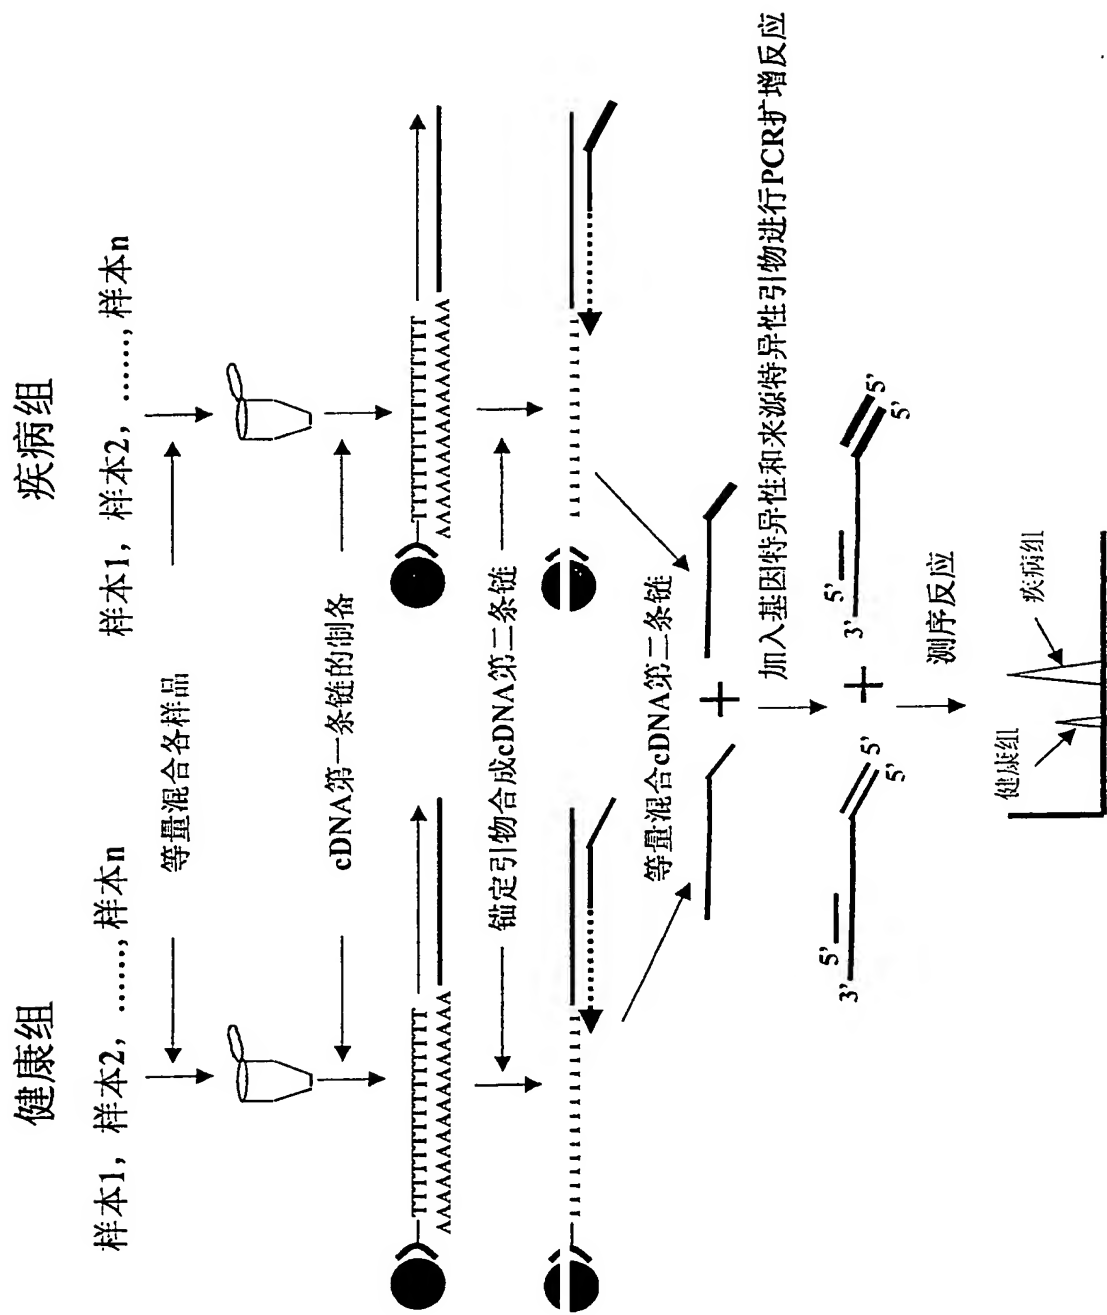 健康组
疾病组
样本1，样本2，……，样本n
样本1，样本2，……，样本n
等量混合各样品
cDNA第一条链的制备
TTTTTTTTTTTTTTT
AAAAAAAAAAAAAAAA
TTTTTTTTTTTTTTT
AAAAAAAAAAAAAAAA
锚定引物合成cDNA第二条链
等量混合cDNA第二条链
加入基因特异性和来源特异性引物进行PCR扩增反应
3' 5' 5' 5'
+
3' 5' 5' 5'
测序反应
健康组
疾病组